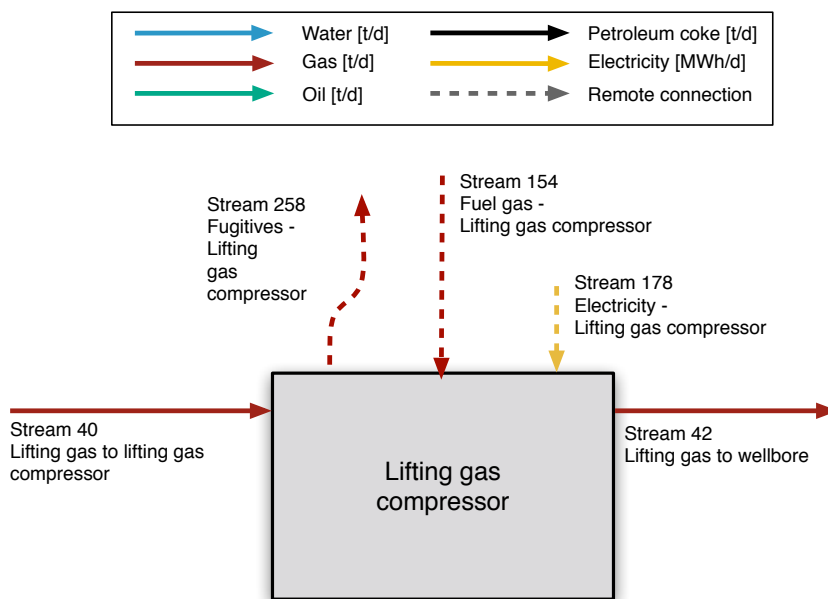 Water [t/d]
Gas [t/d]
Oil [t/d]
Petroleum coke [t/d]
Electricity [MWh/d]
Remote connection
Stream 258
Fugitives -
Lifting
gas
compressor
Stream 154
Fuel gas -
Lifting gas compressor
Stream 178
Electricity -
Lifting gas compressor
Stream 40
Lifting gas to lifting gas
compressor
Lifting gas
compressor
Stream 42
Lifting gas to wellbore